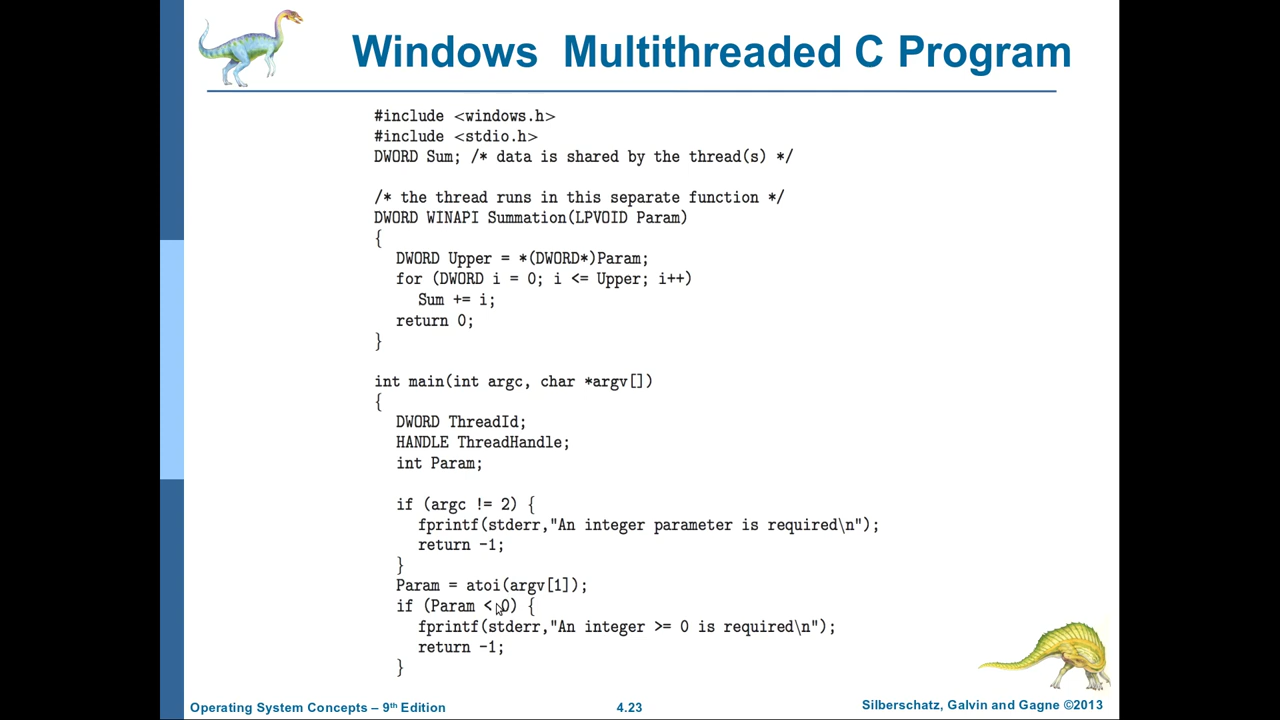 Windows  Multithreaded C Program
#include <windows.h>
#include <stdio.h>
DWORD Sum; /* data is shared by the thread(s) */
/* the thread runs in this separate function */
DWORD WINAPI Summation(LPVOID Param)
{
DWORD Upper = *(DWORD*)Param;
for (DWORD i = 0; i <= Upper; i++)
Sum += i;
return 0;
}
int main(int argc, char *argv[])
{
DWORD ThreadId;
HANDLE ThreadHandle;
int Param;
if (argc != 2) {
fprintf(stderr,"An integer parameter is required\n");
return -1;
}
Param = atoi(argv[1]);
if (Param < 0) {
fprintf(stderr,"An integer >= 0 is required\n");
return -1;
}
Operating System Concepts – 9th Edition
4.23
Silberschatz, Galvin and Gagne ©2013